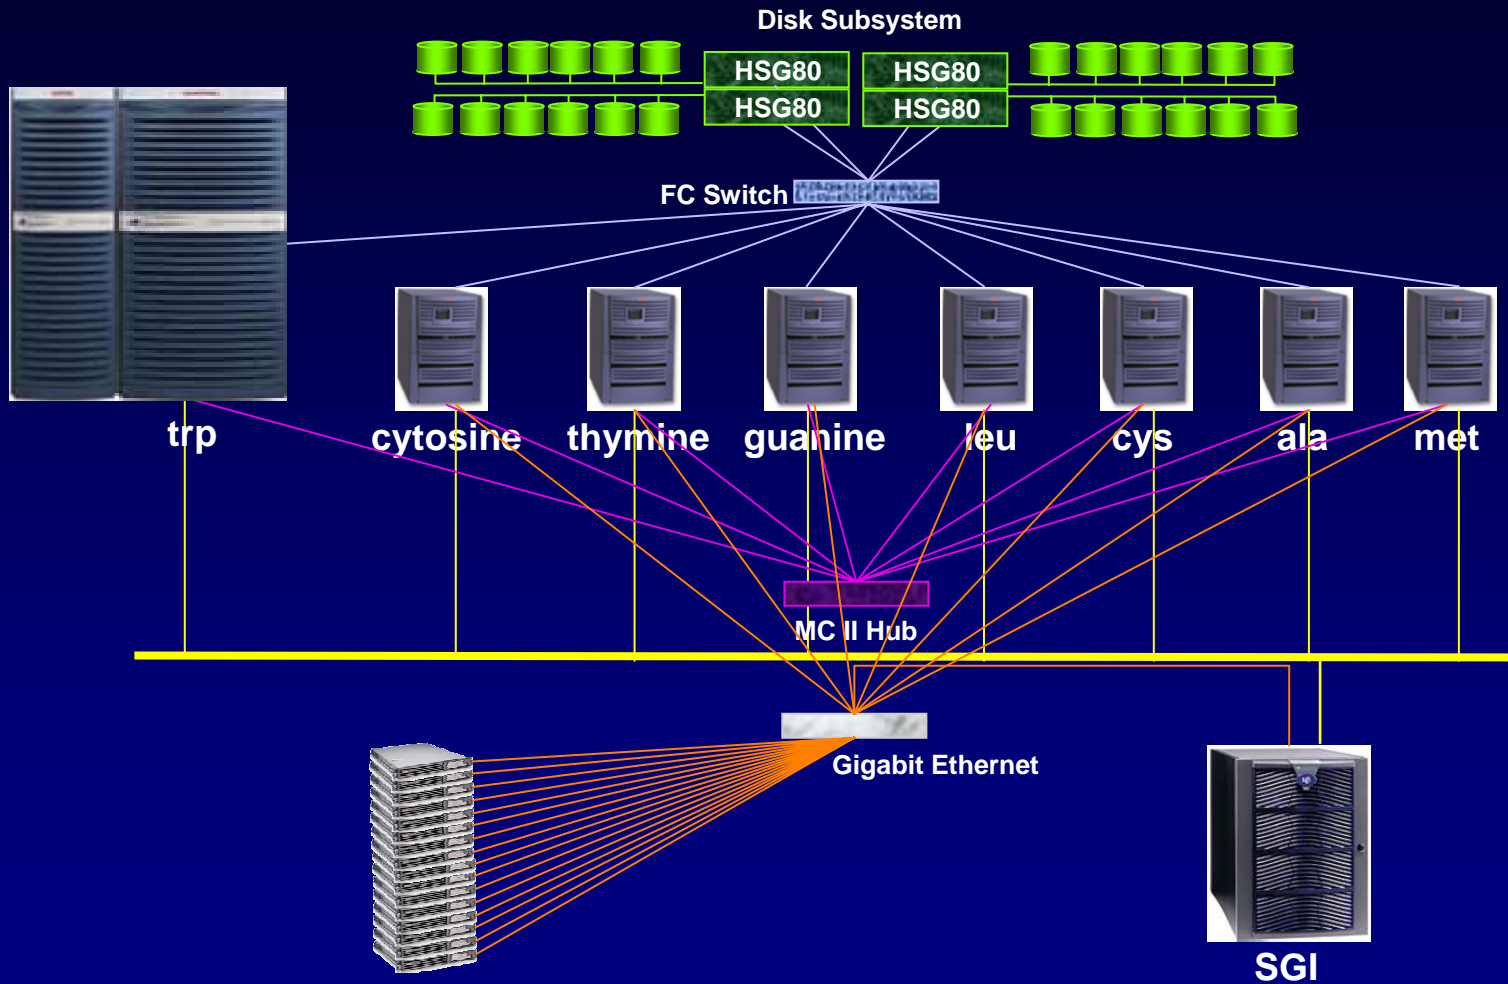 Disk Subsystem
HSG80
HSG80
HSG80
HSG80
FC Switch
trp
cytosine
thymine
guanine
leu
cys
ala
met
MC II Hub
Gigabit Ethernet
SGI